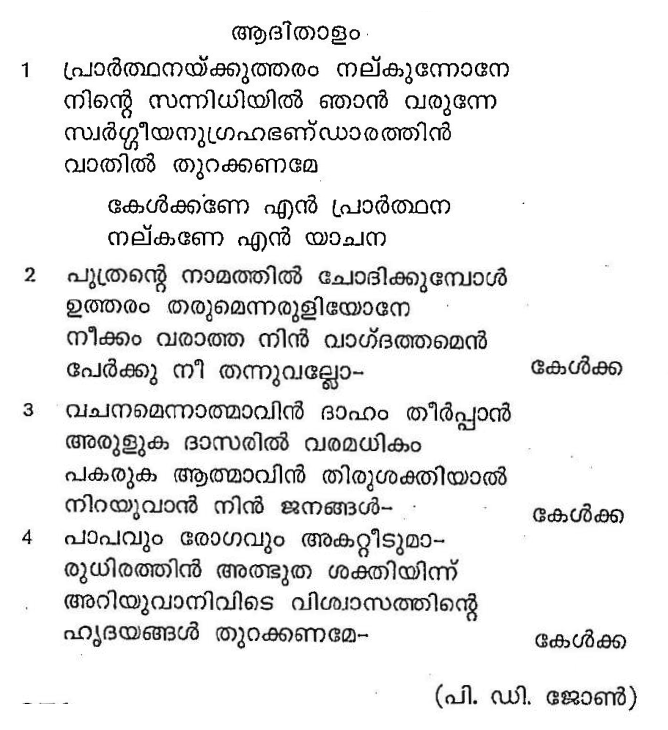 ആദിതാളം
1 പ്രാർത്ഥനയ്ക്കുത്തരം നല്കുന്നോനേ
നിന്റെ സന്നിധിയിൽ ഞാൻ വരുന്നേ
സ്വർഗ്ഗീയനുഗ്രഹഭണ്ഡാരത്തിൻ
വാതിൽ തുറക്കണമേ
കേൾക്കണേ എൻ പ്രാർത്ഥന
നല്കണേ എൻ യാചന
2 പുത്രന്റെ നാമത്തിൽ ചോദിക്കുമ്പോൾ
ഉത്തരം തരുമെന്നരുളിയോനേ
നീക്കം വരാത്ത നിൻ വാഗ്ദത്തമെൻ
പേർക്കു നീ തന്നുവല്ലോ– കേൾക്ക
3 വചനമെന്നാത്മാവിൻ ദാഹം തീർപ്പാൻ
അരുളുക ദാസരിൽ വരമധികം
പകരുക ആത്മാവിൻ തിരുശക്തിയാൽ
നിറയുവാൻ നിൻ ജനങ്ങൾ– കേൾക്ക
4 പാപവും രോഗവും അകറ്റീടുമാ–
രുധിരത്തിൻ അത്ഭുത ശക്തിയിന്ന്
അറിയുവാനിവിടെ വിശ്വാസത്തിന്റെ
ഹൃദയങ്ങൾ തുറക്കണമേ– കേൾക്ക
(പി. ഡി. ജോൺ)